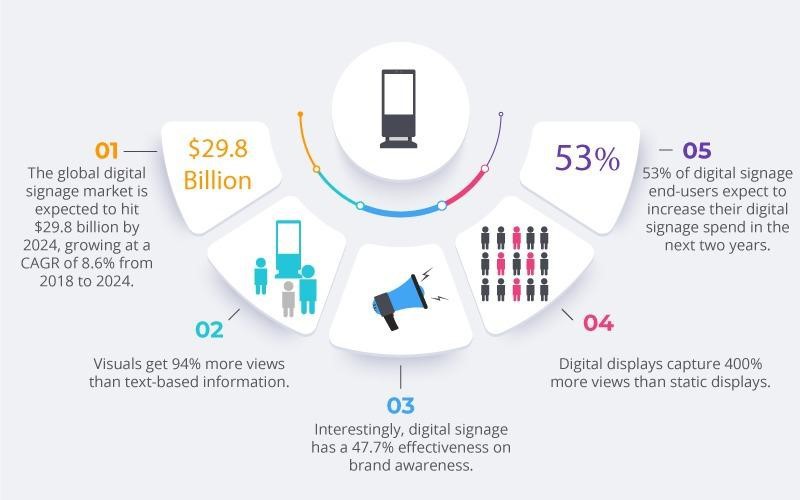 $29.8
Billion
01
The global digital
signage market is
expected to hit
$29.8 billion by
2024, growing at a
CAGR of 8.6% from
2018 to 2024.
02
Visuals get 94% more views
than text-based information.
03
Interestingly, digital signage
has a 47.7% effectiveness on
brand awareness.
04
Digital displays capture 400%
more views than static displays.
53%
05
53% of digital signage
end-users expect to
increase their digital
signage spend in the
next two years.